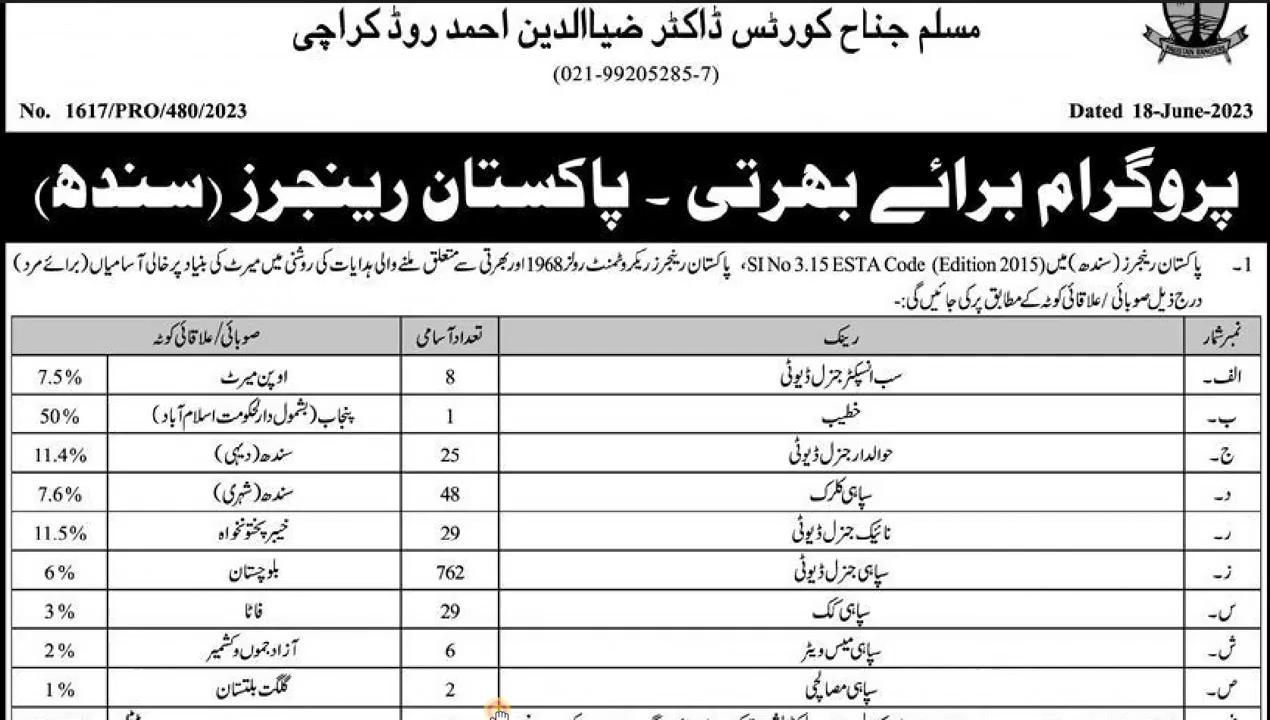 مسلم جناح کورٹس ڈاکٹر ضیاالدین احمد روڈ کراچی
(021-99205285-7)
PAKISTAN RANGERS
No. 1617/PRO/480/2023 Dated 18-June-2023
پروگرام برائے بھرتی ۔ پاکستان رینجرز (سندھ)
1۔ پاکستان رینجرز (سندھ) میں SI No 3.15 ESTA Code (Edition 2015)، پاکستان رینجرز ریکروٹمنٹ رولز 1968 اور بھرتی سے متعلق ملنے والی ہدایات کی روشنی میں میرٹ کی بنیاد پر خالی آسامیاں (برائے مرد)
درج ذیل صوبائی / علاقائی کوٹہ کے مطابق پر کی جائیں گی:-
نمبر شمار رینک تعداد آسامی صوبائی/علاقائی کوٹہ
الف۔ سب انسپکٹر جنرل ڈیوٹی 8 اوپن میرٹ 7.5%
ب۔ خطیب 1 پنجاب (بشمول دارلحکومت اسلام آباد) 50%
ج۔ حوالدار جنرل ڈیوٹی 25 سندھ (دیہی) 11.4%
د۔ سپاہی کلرک 48 سندھ (شہری) 7.6%
ر۔ نائیک جنرل ڈیوٹی 29 خیبر پختونخواہ 11.5%
ز۔ سپاہی جنرل ڈیوٹی 762 بلوچستان 6%
س۔ سپاہی کک 29 فاٹا 3%
ش۔ سپاہی میس ویٹر 6 آزاد جموں و کشمیر 2%
ص۔ سپاہی مصالچی 2 گلگت بلتستان 1%